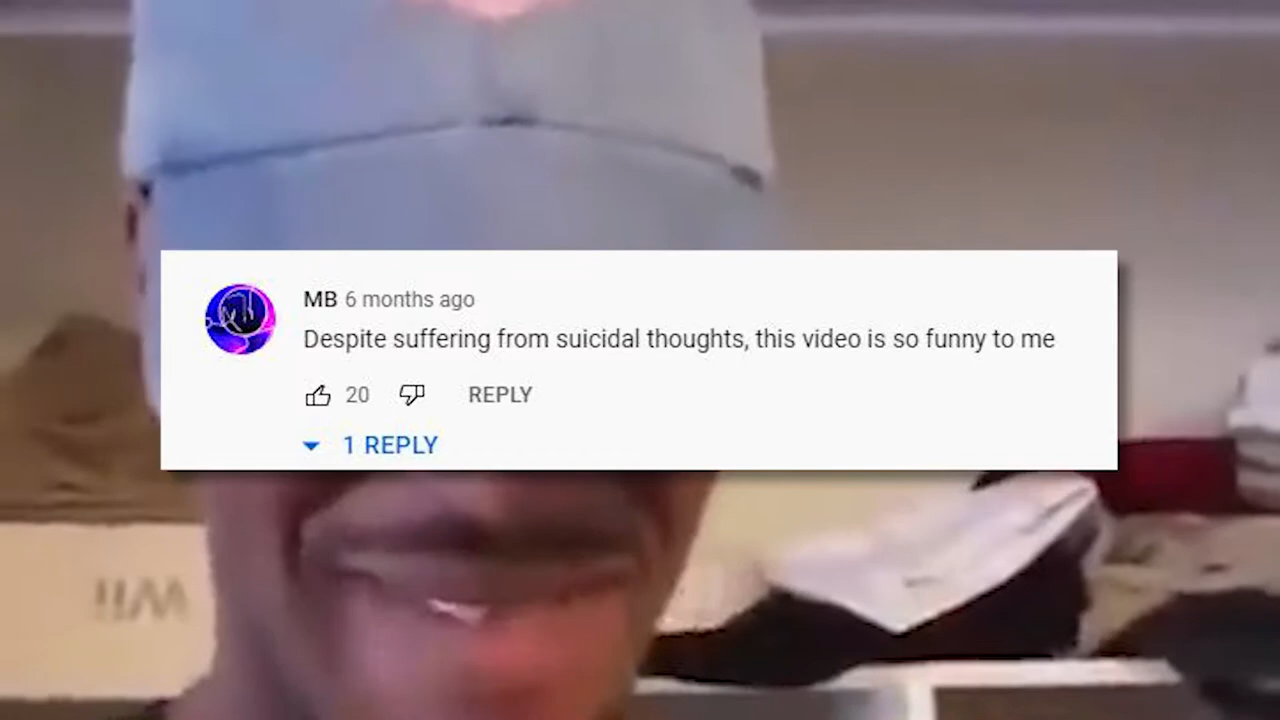 MB 6 months ago
Despite suffering from suicidal thoughts, this video is so funny to me
20 REPLY
1 REPLY
Wii